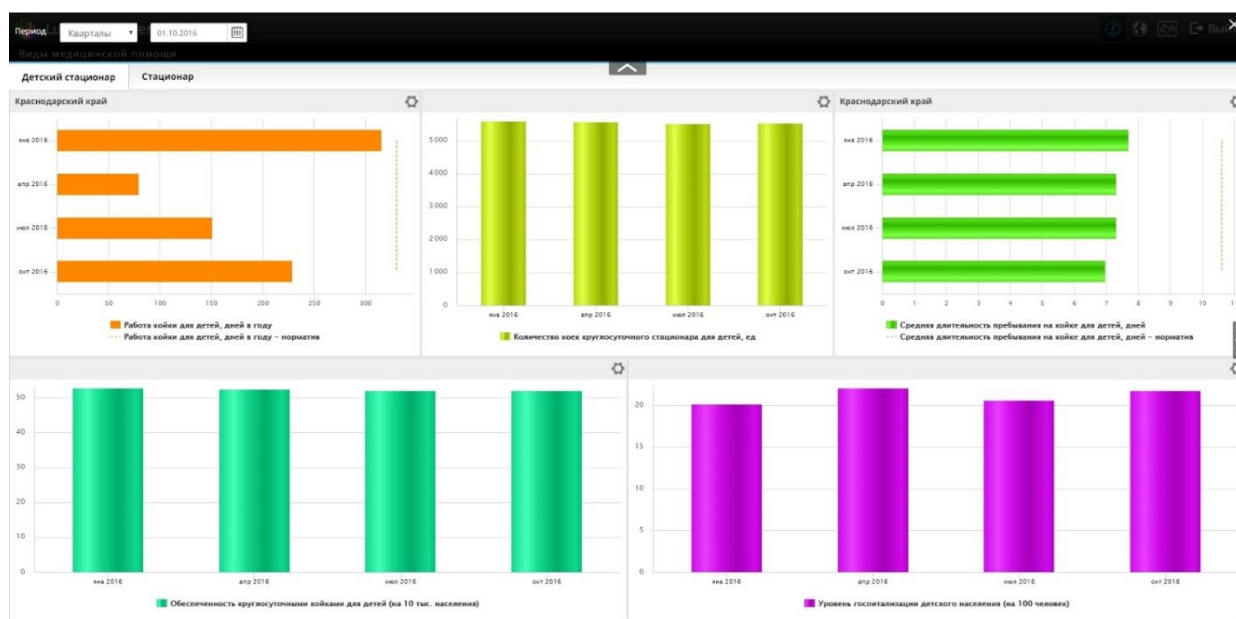 Период
Кварталы
01.10.2016
Виды медицинской помощи
Детский стационар
Стационар
Краснодарский край
янв 2016
апр 2016
июл 2016
окт 2016
0 50 100 150 200 250 300
Работа койки для детей, дней в году
Работа койки для детей, дней в году - норматив
5 000
4 000
3 000
2 000
1 000
0
янв 2016 апр 2016 июл 2016 окт 2016
Количество коек круглосуточного стационара для детей, ед
Краснодарский край
янв 2016
апр 2016
июл 2016
окт 2016
0 1 2 3 4 5 6 7 8 9 10
Средняя длительность пребывания на койке для детей, дней
Средняя длительность пребывания на койке для детей, дней - норматив
50
40
30
20
10
0
янв 2016 апр 2016 июл 2016 окт 2016
Обеспеченность круглосуточными койками для детей (на 10 тыс. населения)
20
15
10
5
0
янв 2016 апр 2016 июл 2016 окт 2016
Уровень госпитализации детского населения (на 100 человек)